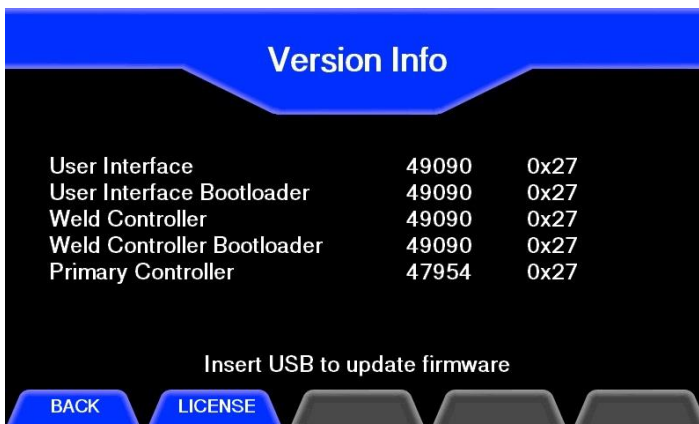 Version Info
User Interface 49090 0x27
User Interface Bootloader 49090 0x27
Weld Controller 49090 0x27
Weld Controller Bootloader 49090 0x27
Primary Controller 47954 0x27
Insert USB to update firmware
BACK LICENSE